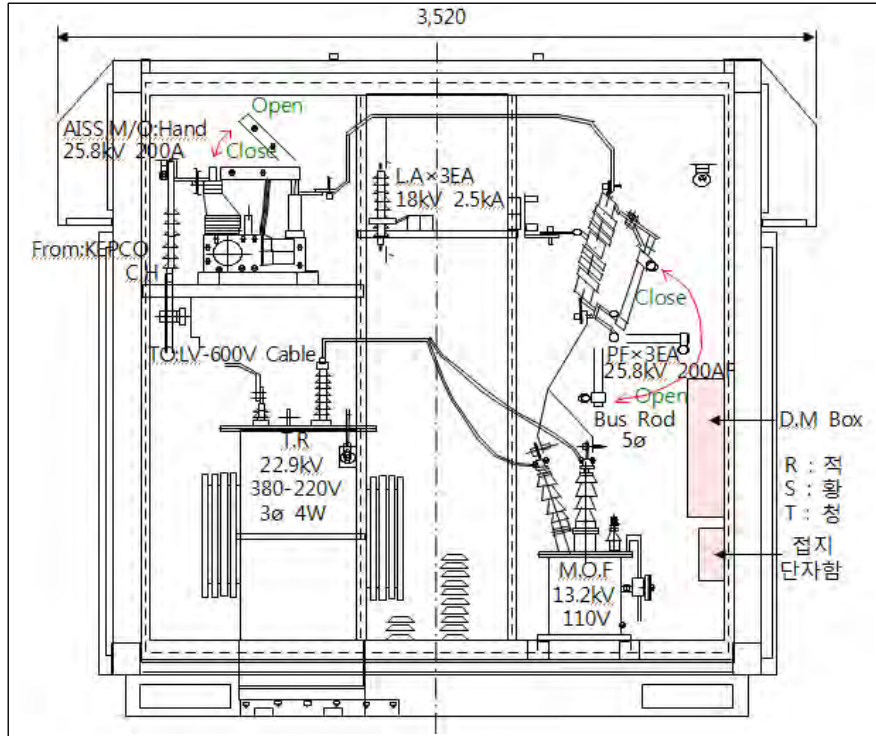 3,520
Open
AISS M/O:Hand
25.8kV 200A
Close
L.A×3EA
18kV 2.5kA
From:KEPCO
C.H
Close
TO:LV-600V Cable
PF×3EA
25.8kV 200AF
Open
Bus Rod
5ø
D.M Box
T.R
22.9kV
380-220V
3ø 4W
R : 적
S : 황
T : 청
접지
단자함
M.O.F
13.2kV
110V